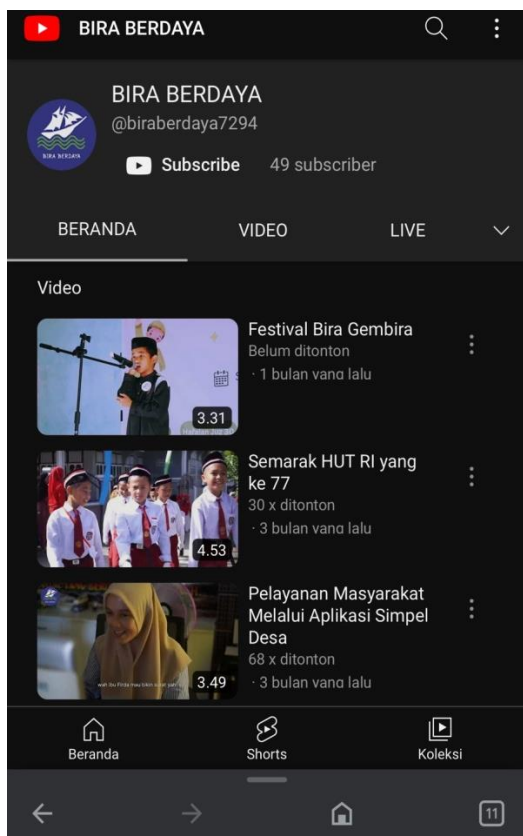 BIRA BERDAYA
BIRA BERDAYA
@biraberdaya7294
BIRA BERDAYA
Subscribe 49 subscriber
BERANDA VIDEO LIVE
Video
Festival Bira Gembira
Belum ditonton
· 1 bulan yang lalu
3.31
Semarak HUT RI yang
ke 77
30 x ditonton
· 3 bulan yang lalu
4.53
Pelayanan Masyarakat
Melalui Aplikasi Simpel
Desa
68 x ditonton
· 3 bulan yang lalu
3.49
Beranda Shorts Koleksi
11